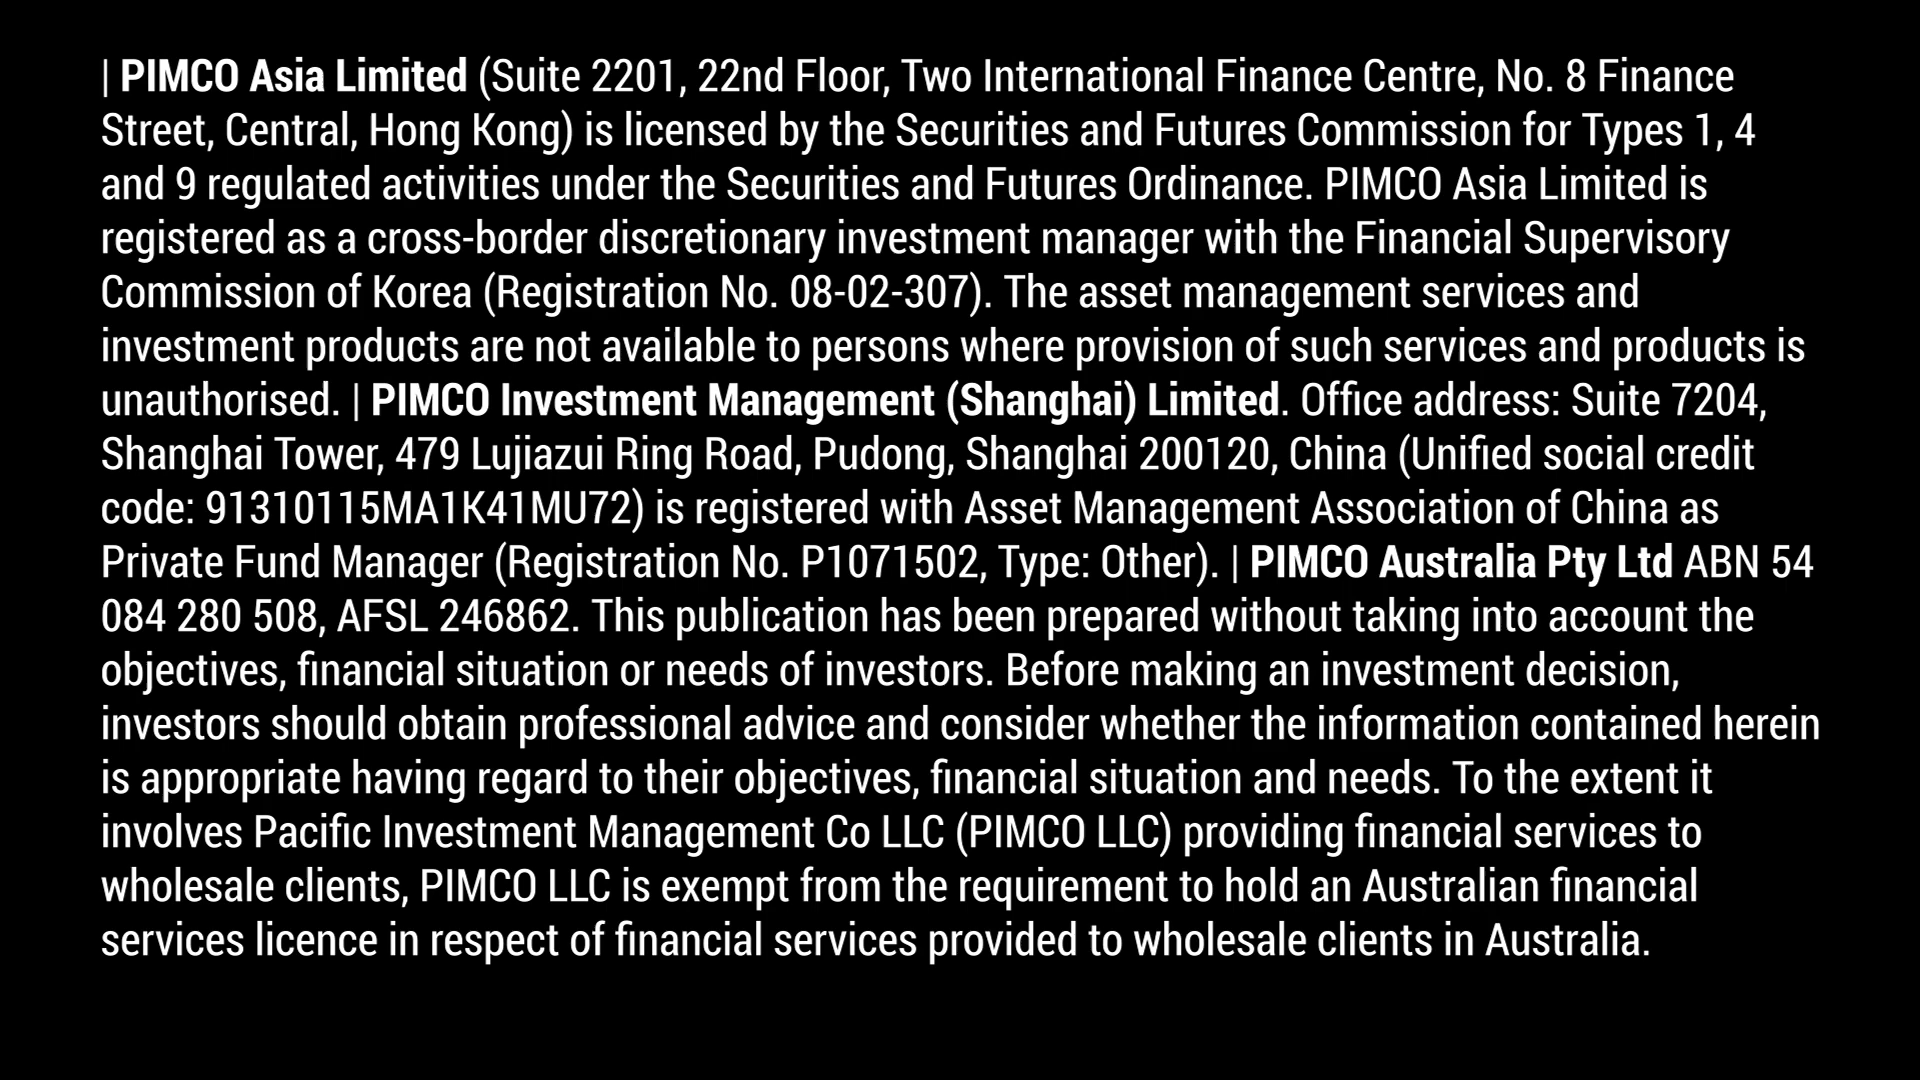 | PIMCO Asia Limited (Suite 2201, 22nd Floor, Two International Finance Centre, No. 8 Finance
Street, Central, Hong Kong) is licensed by the Securities and Futures Commission for Types 1, 4
and 9 regulated activities under the Securities and Futures Ordinance. PIMCO Asia Limited is
registered as a cross-border discretionary investment manager with the Financial Supervisory
Commission of Korea (Registration No. 08-02-307). The asset management services and
investment products are not available to persons where provision of such services and products is
unauthorised. | PIMCO Investment Management (Shanghai) Limited. Office address: Suite 7204,
Shanghai Tower, 479 Lujiazui Ring Road, Pudong, Shanghai 200120, China (Unified social credit
code: 91310115MA1K41MU72) is registered with Asset Management Association of China as
Private Fund Manager (Registration No. P1071502, Type: Other). | PIMCO Australia Pty Ltd ABN 54
084 280 508, AFSL 246862. This publication has been prepared without taking into account the
objectives, financial situation or needs of investors. Before making an investment decision,
investors should obtain professional advice and consider whether the information contained herein
is appropriate having regard to their objectives, financial situation and needs. To the extent it
involves Pacific Investment Management Co LLC (PIMCO LLC) providing financial services to
wholesale clients, PIMCO LLC is exempt from the requirement to hold an Australian financial
services licence in respect of financial services provided to wholesale clients in Australia.